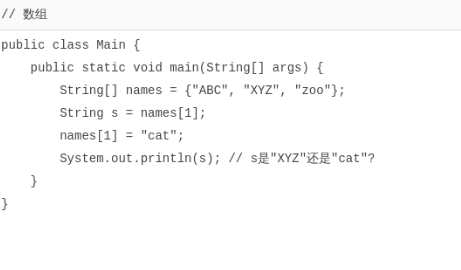 // 数组
public class Main {
    public static void main(String[] args) {
        String[] names = {"ABC", "XYZ", "zoo"};
        String s = names[1];
        names[1] = "cat";
        System.out.println(s); // s是"XYZ"还是"cat"?
    }
}